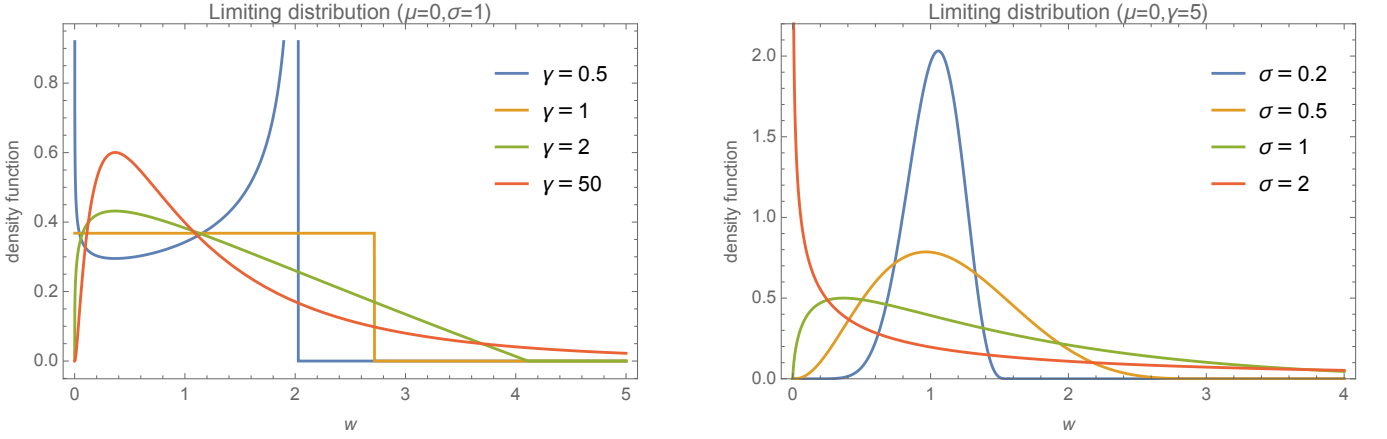 Limiting distribution (μ=0,σ=1)
density function
0.8
0.6
0.4
0.2
0.0
γ = 0.5
γ = 1
γ = 2
γ = 50
0 1 2 3 4 5
w
Limiting distribution (μ=0,γ=5)
density function
2.0
1.5
1.0
0.5
0.0
σ = 0.2
σ = 0.5
σ = 1
σ = 2
0 1 2 3 4
w